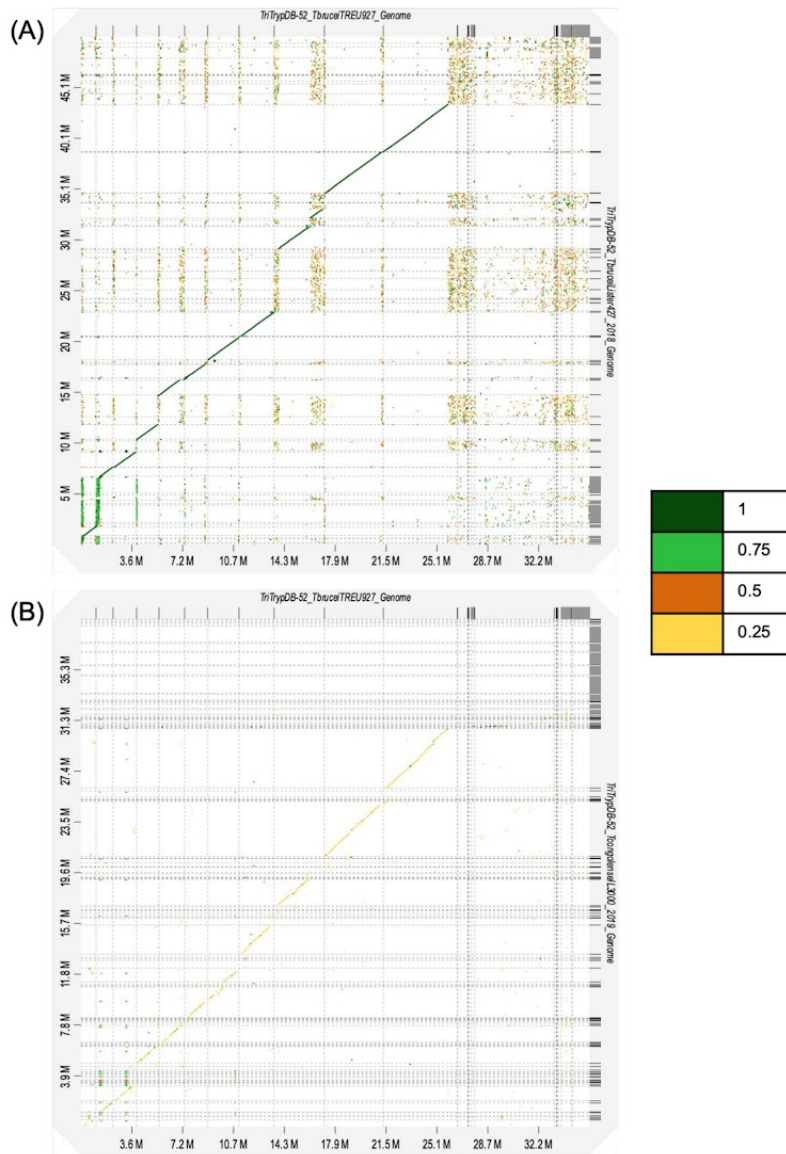 (A)
TriTrypDB-52_TbruceiTREU927_Genome
45.1 M
40.1 M
35.1 M
30 M
25 M
20 M
15 M
10 M
5 M
TriTrypDB-52_TbruceiLister427_2018_Genome
3.6 M 7.2 M 10.7 M 14.3 M 17.9 M 21.5 M 25.1 M 28.7 M 32.2 M
1
0.75
0.5
0.25
(B)
TriTrypDB-52_TbruceiTREU927_Genome
35.3 M
31.3 M
27.4 M
23.5 M
19.6 M
15.7 M
11.8 M
7.8 M
3.9 M
TriTrypDB-52_TcongolenseIL3000_2019_Genome
3.6 M 7.2 M 10.7 M 14.3 M 17.9 M 21.5 M 25.1 M 28.7 M 32.2 M